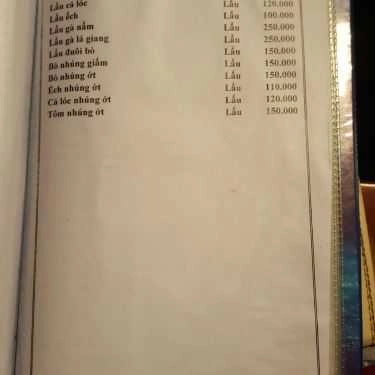 Lẩu cá lóc Lẩu 120.000
Lẩu ếch Lẩu 100.000
Lẩu gà nấm Lẩu 250.000
Lẩu gà lá giang Lẩu 250.000
Lẩu đuôi bò Lẩu 150.000
Bò nhúng giấm Lẩu 150.000
Bò nhúng ớt Lẩu 150.000
Ếch nhúng ớt Lẩu 110.000
Cá lóc nhúng ớt Lẩu 120.000
Tôm nhúng ớt Lẩu 150.000